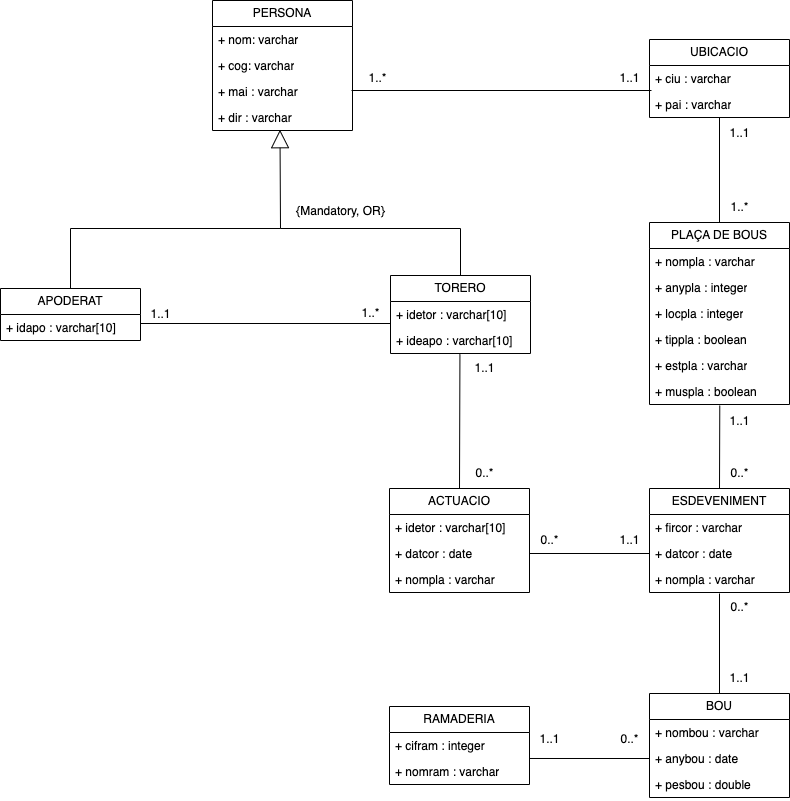 PERSONA
+ nom: varchar
+ cog: varchar
+ mai : varchar
+ dir : varchar
1..*
1..1
UBICACIO
+ ciu : varchar
+ pai : varchar
1..1
1..*
{Mandatory, OR}
PLAÇA DE BOUS
+ nompla : varchar
+ anypla : integer
+ locpla : integer
+ tippla : boolean
+ estpla : varchar
+ muspla : boolean
APODERAT
+ idapo : varchar[10]
1..1
1..*
TORERO
+ idetor : varchar[10]
+ ideapo : varchar[10]
1..1
0..*
1..1
0..*
ACTUACIO
+ idetor : varchar[10]
+ datcor : date
+ nompla : varchar
0..*
1..1
ESDEVENIMENT
+ fircor : varchar
+ datcor : date
+ nompla : varchar
0..*
1..1
RAMADERIA
+ cifram : integer
+ nomram : varchar
1..1
0..*
BOU
+ nombou : varchar
+ anybou : date
+ pesbou : double